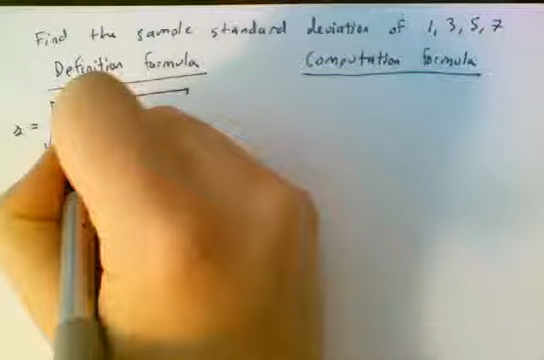 Find the sample standard deviation of 1, 3, 5, 7
Definition formula
Computation formula
s =